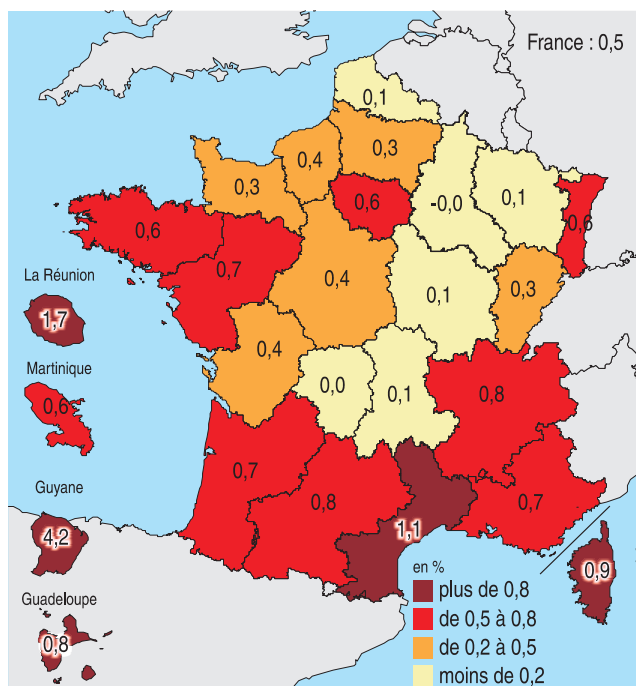 France : 0,5
0,1
0,4
0,3
0,3
0,6
-0,0
0,1
0,6
0,6
0,7
0,4
0,1
0,3
La Réunion
1,7
0,4
0,0
0,1
0,8
Martinique
0,6
0,7
0,8
0,7
Guyane
4,2
1,1
0,9
Guadeloupe
0,8
en %
plus de 0,8
de 0,5 à 0,8
de 0,2 à 0,5
moins de 0,2